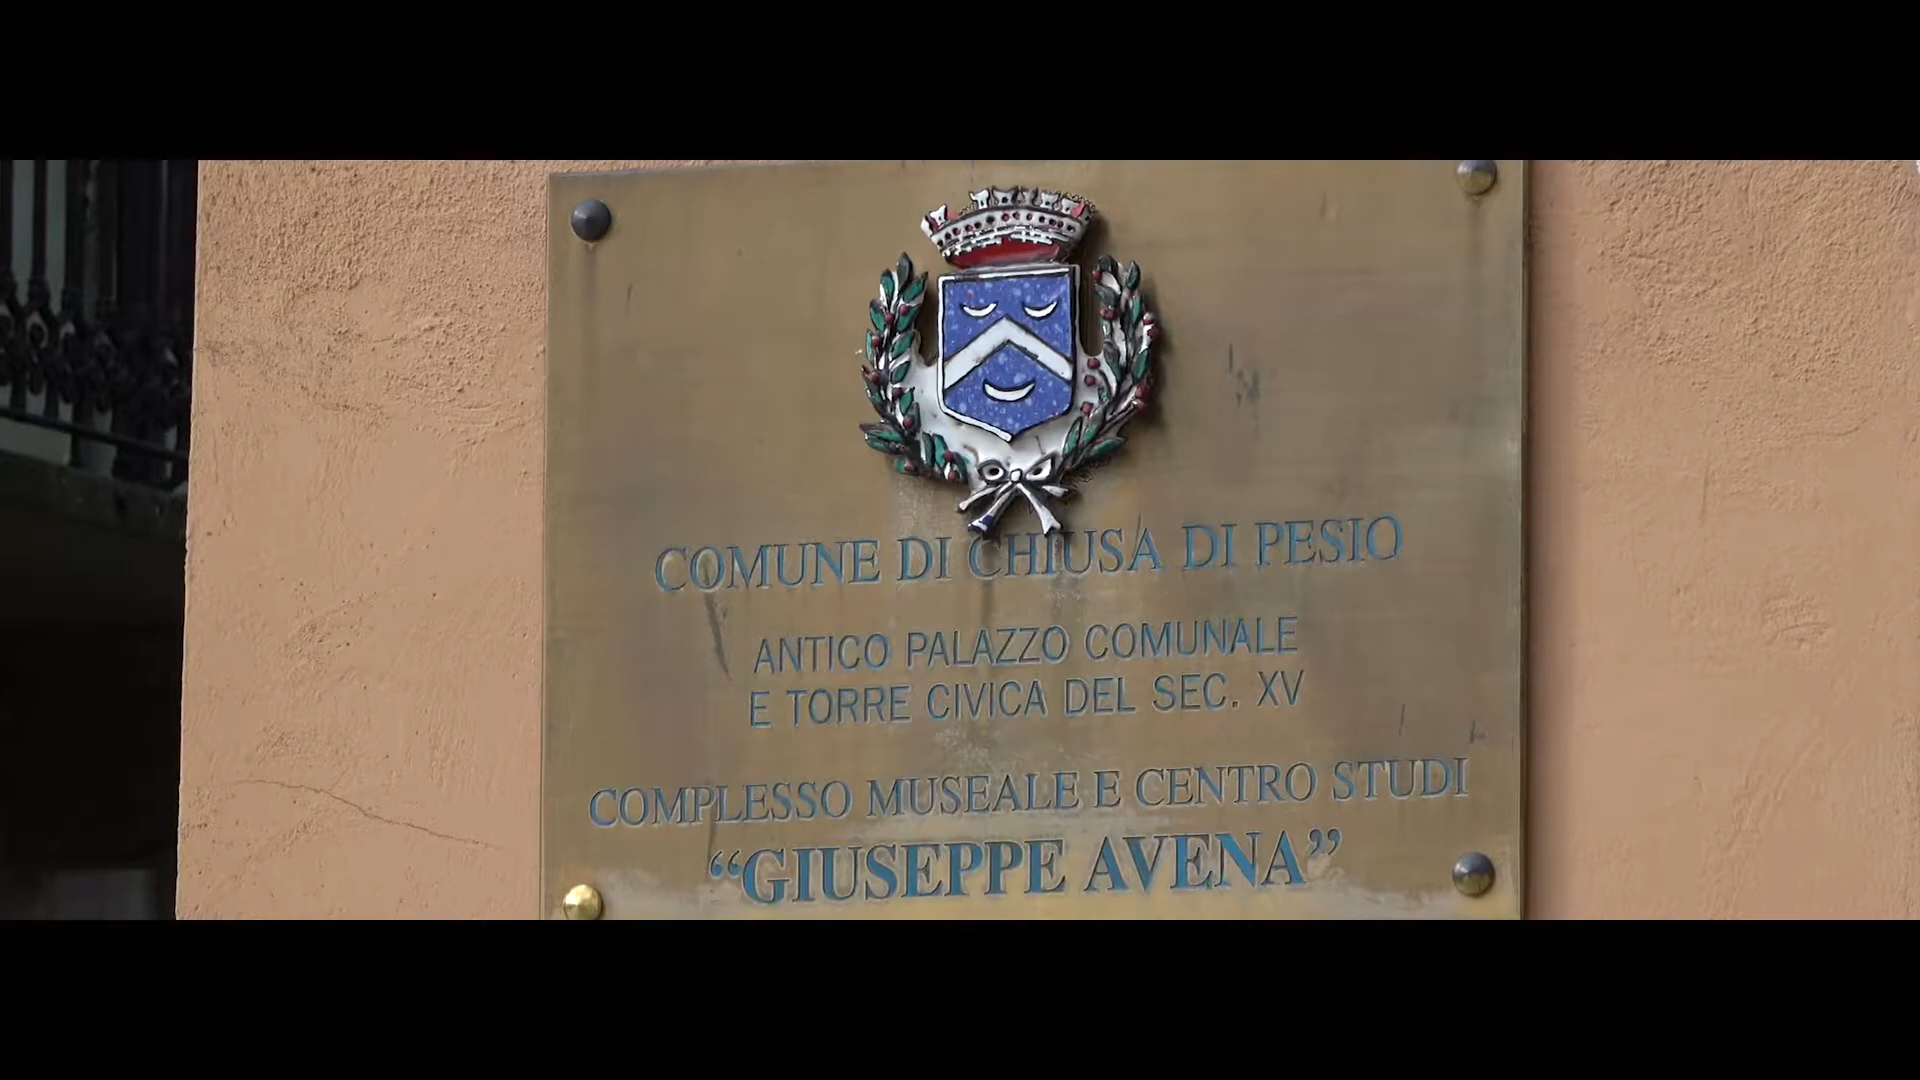 COMUNE DI CHIUSA DI PESIO
ANTICO PALAZZO COMUNALE
E TORRE CIVICA DEL SEC. XV
COMPLESSO MUSEALE E CENTRO STUDI
“GIUSEPPE AVENA”